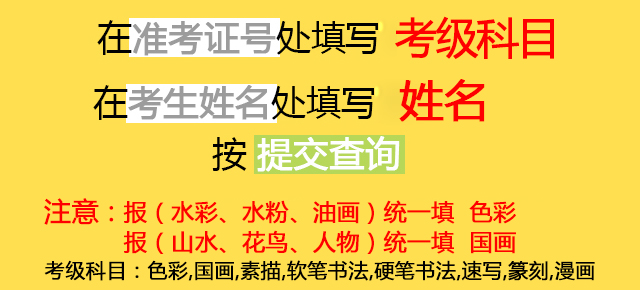 在准考证号处填写 考级科目
在考生姓名处填写 姓名
按 提交查询
注意：报（水彩、水粉、油画）统一填 色彩
报（山水、花鸟、人物）统一填 国画
考级科目：色彩,国画,素描,软笔书法,硬笔书法,速写,篆刻,漫画